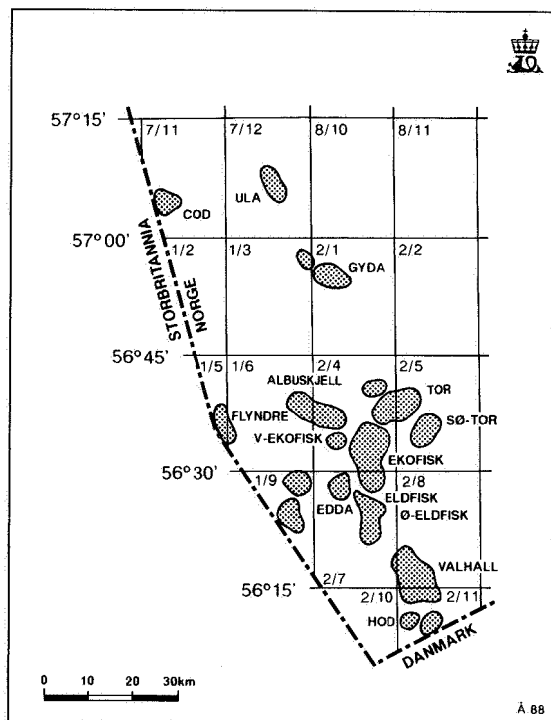 57°15'
7/11 7/12 8/10 8/11
ULA
COD
57°00'
1/2 1/3 2/1 2/2
GYDA
STORBRITANNIA
NORGE
56°45'
1/5 1/6 2/4 2/5
ALBUSKJELL
TOR
FLYNDRE
SØ-TOR
V-EKOFISK
EKOFISK
56°30'
1/9 2/8
EDDA
ELDFISK
Ø-ELDFISK
VALHALL
56°15'
2/7 2/10 2/11
HOD
DANMARK
0 10 20 30km
Å 88